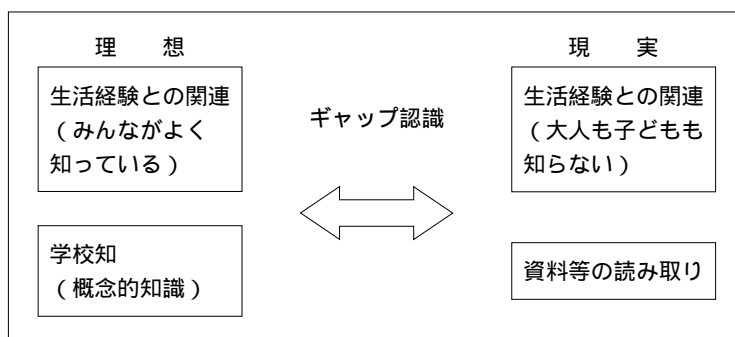 理　想
生活経験との関連
（みんながよく
知っている）
学校知
（概念的知識）
ギャップ認識
現　実
生活経験との関連
（大人も子どもも
知らない）
資料等の読み取り